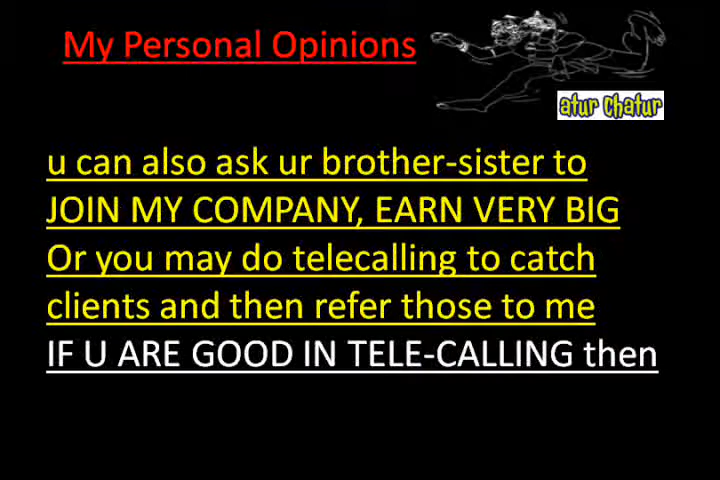 My Personal Opinions
atur chatur
u can also ask ur brother-sister to
JOIN MY COMPANY, EARN VERY BIG
Or you may do telecalling to catch
clients and then refer those to me
IF U ARE GOOD IN TELE-CALLING then